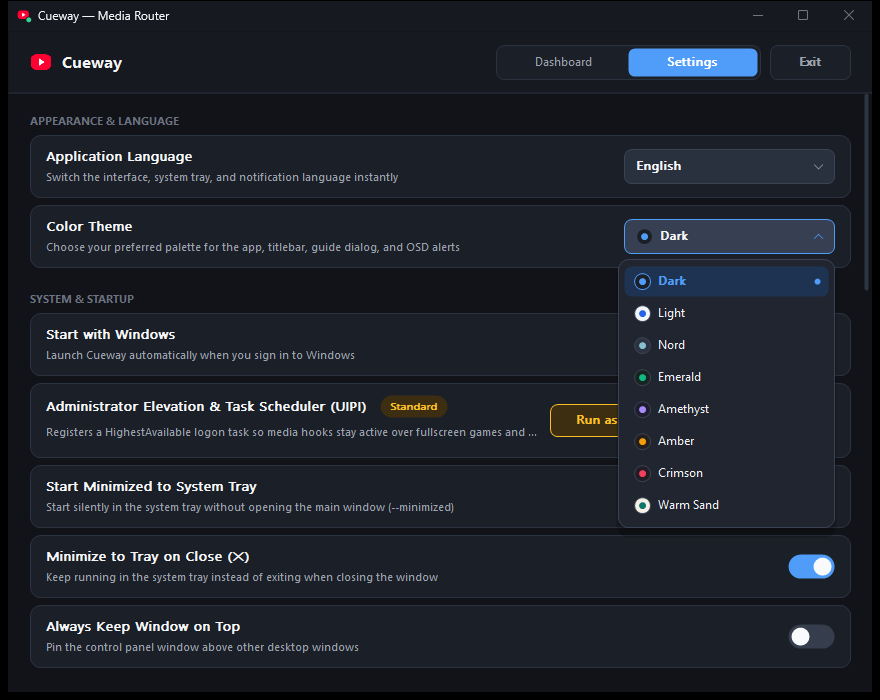 Cueway — Media Router
Cueway
Dashboard
Settings
Exit
APPEARANCE & LANGUAGE
Application Language
Switch the interface, system tray, and notification language instantly
English
Color Theme
Choose your preferred palette for the app, titlebar, guide dialog, and OSD alerts
Dark
Dark
Light
Nord
Emerald
Amethyst
Amber
Crimson
Warm Sand
SYSTEM & STARTUP
Start with Windows
Launch Cueway automatically when you sign in to Windows
Administrator Elevation & Task Scheduler (UIPI)
Standard
Registers a HighestAvailable logon task so media hooks stay active over fullscreen games and ...
Run as
Start Minimized to System Tray
Start silently in the system tray without opening the main window (--minimized)
Minimize to Tray on Close (X)
Keep running in the system tray instead of exiting when closing the window
Always Keep Window on Top
Pin the control panel window above other desktop windows